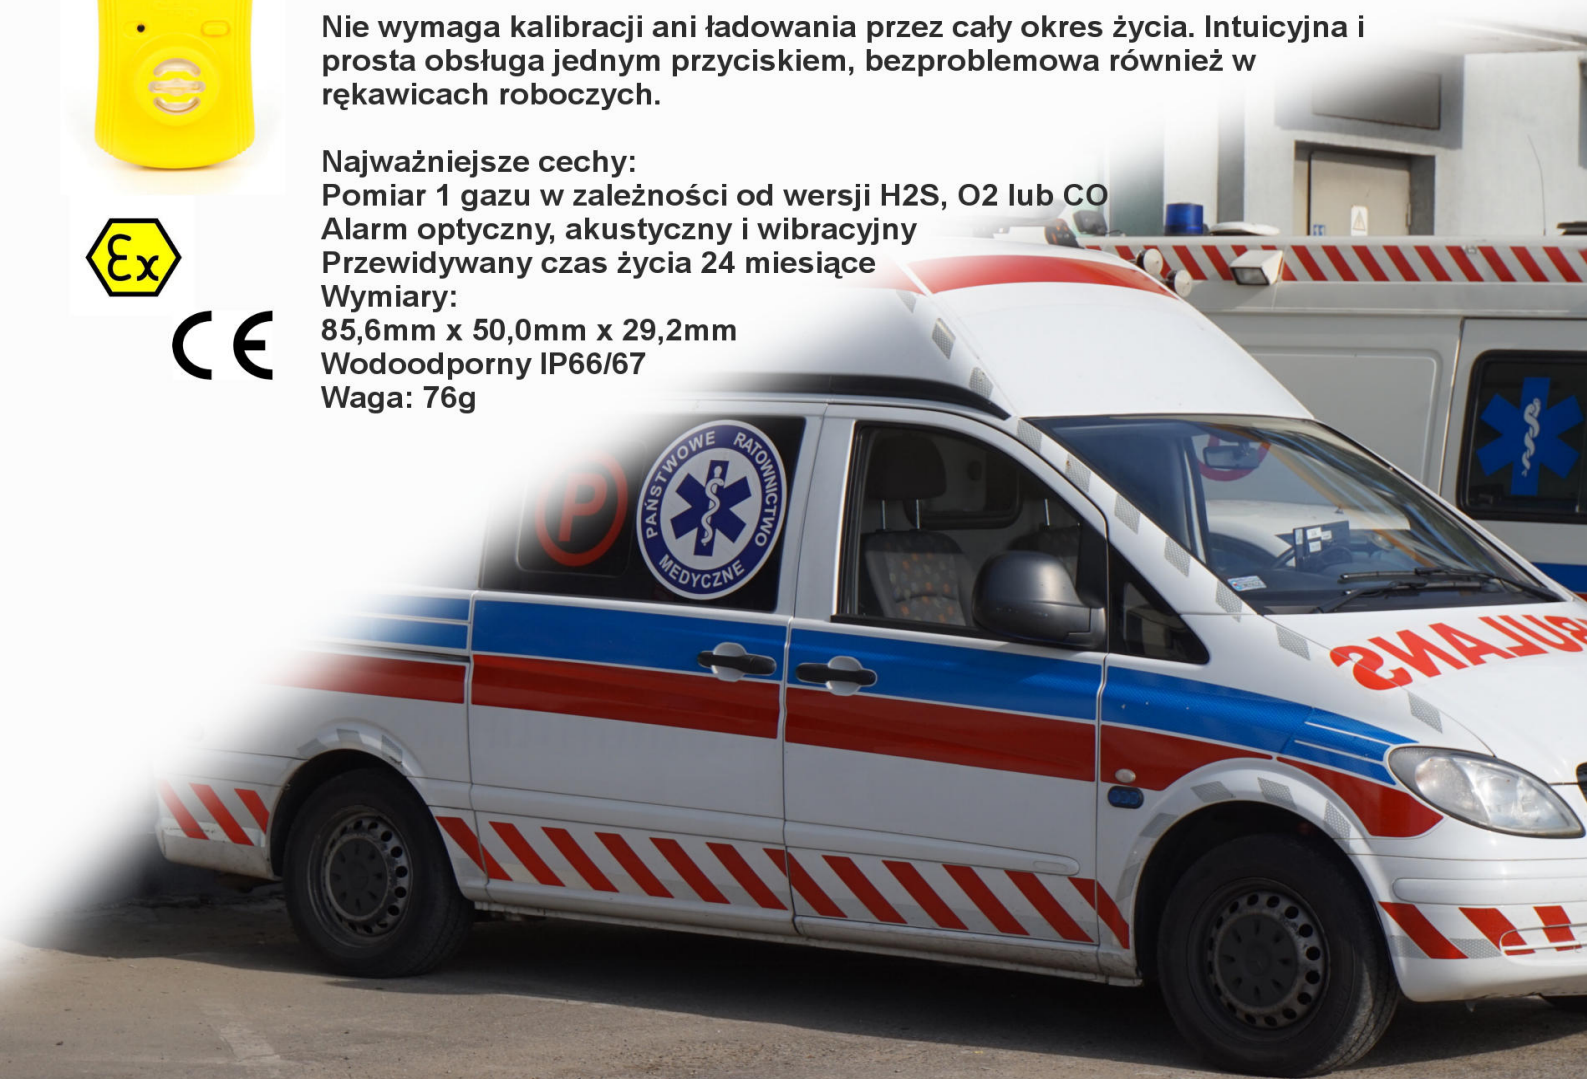 Nie wymaga kalibracji ani ładowania przez cały okres życia. Intuicyjna i
prosta obsługa jednym przyciskiem, bezproblemowa również w
rękawicach roboczych.
Najważniejsze cechy:
Pomiar 1 gazu w zależności od wersji H2S, O2 lub CO
Alarm optyczny, akustyczny i wibracyjny
Przewidywany czas życia 24 miesiące
Wymiary:
85,6mm x 50,0mm x 29,2mm
Wodoodporny IP66/67
Waga: 76g
Ex
CE
P
PAŃSTWOWE RATOWNICTWO
MEDYCZNE